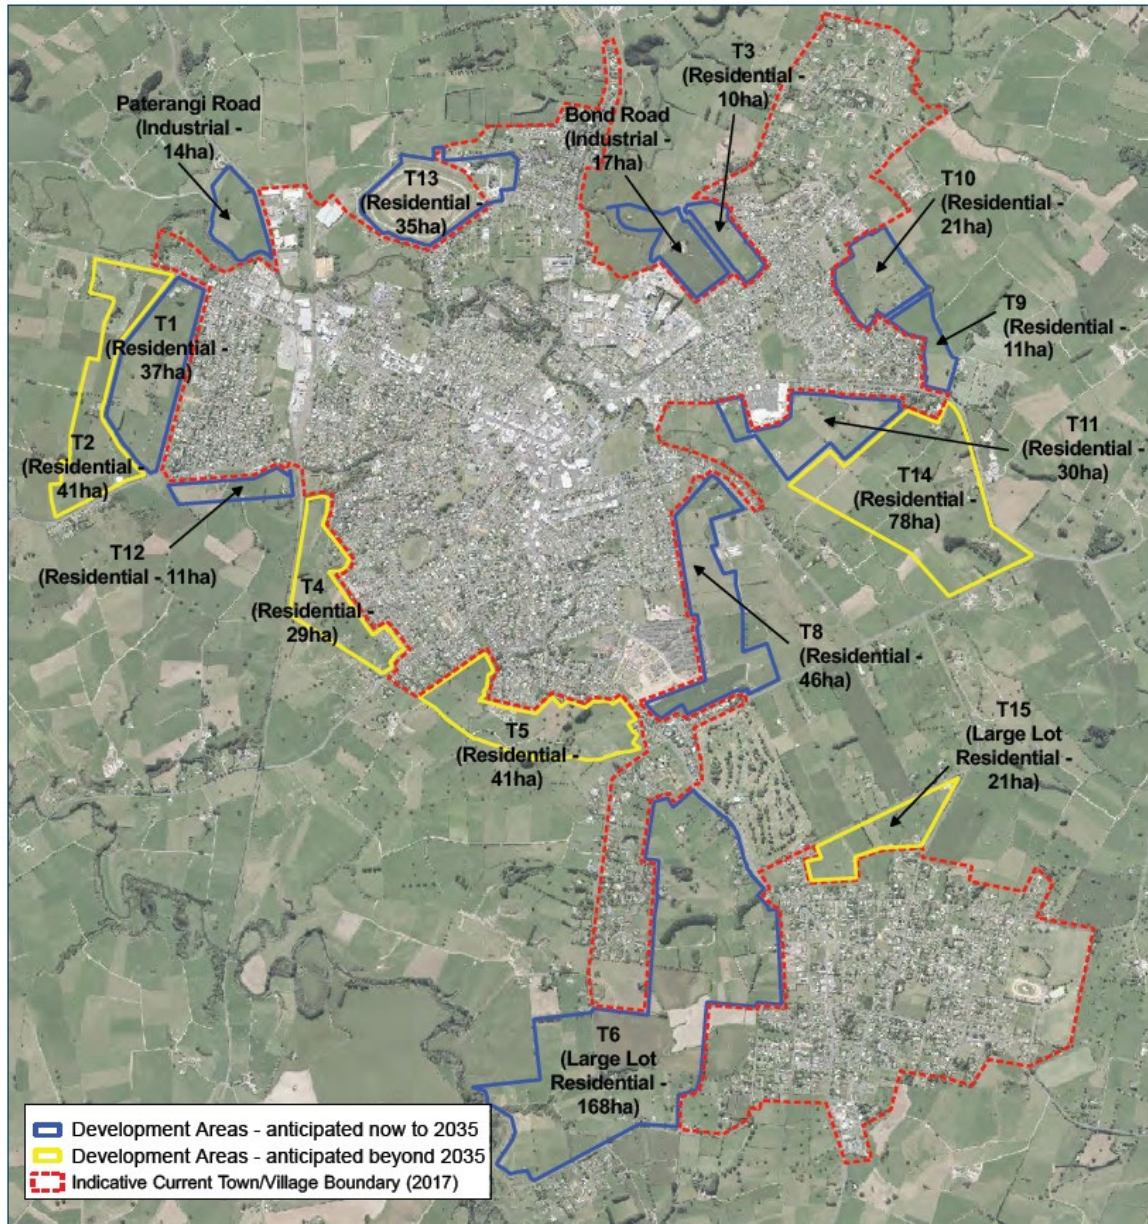 T3
(Residential -
10ha)
Paterangi Road
(Industrial -
14ha)
Bond Road
(Industrial -
17ha)
T13
(Residential -
35ha)
T10
(Residential -
21ha)
T9
(Residential -
11ha)
T1
(Residential -
37ha)
T2
(Residential -
41ha)
T11
(Residential -
30ha)
T14
(Residential -
78ha)
T12
(Residential - 11ha)
T4
(Residential -
29ha)
T8
(Residential -
46ha)
T5
(Residential -
41ha)
T15
(Large Lot
Residential -
21ha)
T6
(Large Lot
Residential -
168ha)
Development Areas - anticipated now to 2035
Development Areas - anticipated beyond 2035
Indicative Current Town/Village Boundary (2017)